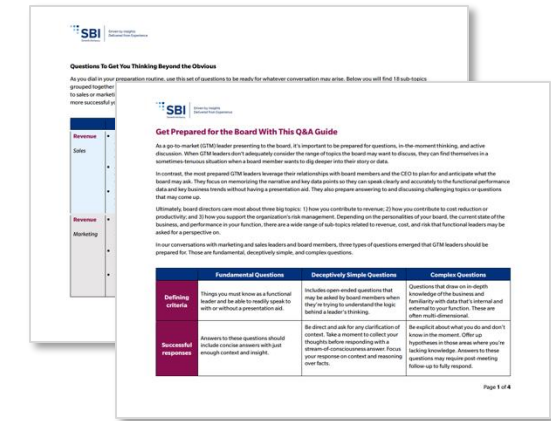 SBI
Questions To Get You Thinking Beyond the Obvious
As you dial in your preparation routine, use this set of questions to be ready for whatever conversation may arise. Below you will find 18 sub-topics
grouped together
to sales or marketi
more successful yo
Revenue
Sales
Revenue
Marketing
SBI
Get Prepared for the Board With This Q&A Guide
As a go-to-market (GTM) leader presenting to the board, it's important to be prepared for questions, in-the-moment thinking, and active
discussion. When GTM leaders don't adequately consider the range of topics the board may want to discuss, they can find themselves in a
sometimes-tenuous situation when a board member wants to dig deeper into their story or data.
In contrast, the most prepared GTM leaders leverage their relationships with board members and the CEO to plan for and anticipate what the
board may ask. They focus on memorizing the narrative and key data points so they can speak clearly and accurately to the functional performance
data and key business trends without having a presentation aid. They also prepare answering to and discussing challenging topics or questions
that may come up.
Ultimately, board directors care most about three big topics: 1) how you contribute to revenue; 2) how you contribute to cost reduction or
productivity; and 3) how you support the organization's risk management. Depending on the personalities of your board, the current state of the
business, and performance in your function, there are a wide range of sub-topics related to revenue, cost, and risk that functional leaders may be
asked for a perspective on.
In our conversations with marketing and sales leaders and board members, three types of questions emerged that GTM leaders should be
prepared for. Those are fundamental, deceptively simple, and complex questions.
Fundamental Questions Deceptively Simple Questions Complex Questions
Defining
criteria
Things you must know as a functional
leader and be able to readily speak to
with or without a presentation aid.
Includes open-ended questions that
may be asked by board members when
they're trying to understand the logic
behind a leader's thinking.
Questions that draw on in-depth
knowledge of the business and
familiarity with data that's internal and
external to your function. These are
often multi-dimensional.
Successful
responses
Answers to these questions should
include concise answers with just
enough context and insight.
Be direct and ask for any clarification of
context. Take a moment to collect your
thoughts before responding with a
stream-of-consciousness answer. Focus
your response on context and reasoning
over facts.
Be explicit about what you do and don't
know in the moment. Offer up
hypotheses in those areas where you're
lacking knowledge. Answers to these
questions may require post-meeting
follow-up to fully respond.
Page 1 of 4